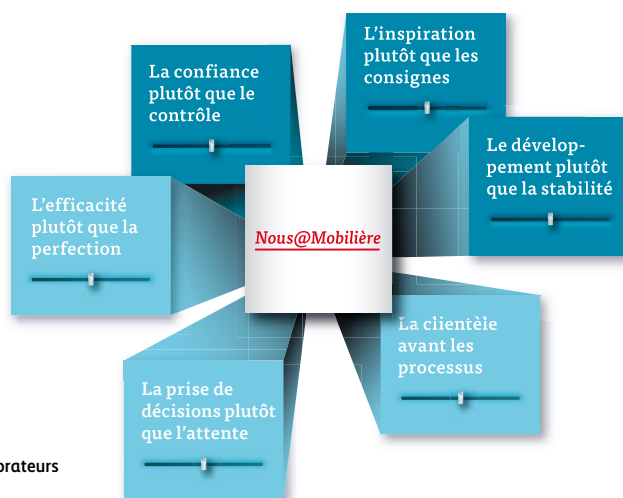 L'inspiration
plutôt que les
consignes
La confiance
plutôt que le
contrôle
Le dévelop-
pement plutôt
que la stabilité
L'efficacité
plutôt que la
perfection
Nous@Mobilière
La clientèle
avant les
processus
La prise de
décisions plutôt
que l'attente
orateurs